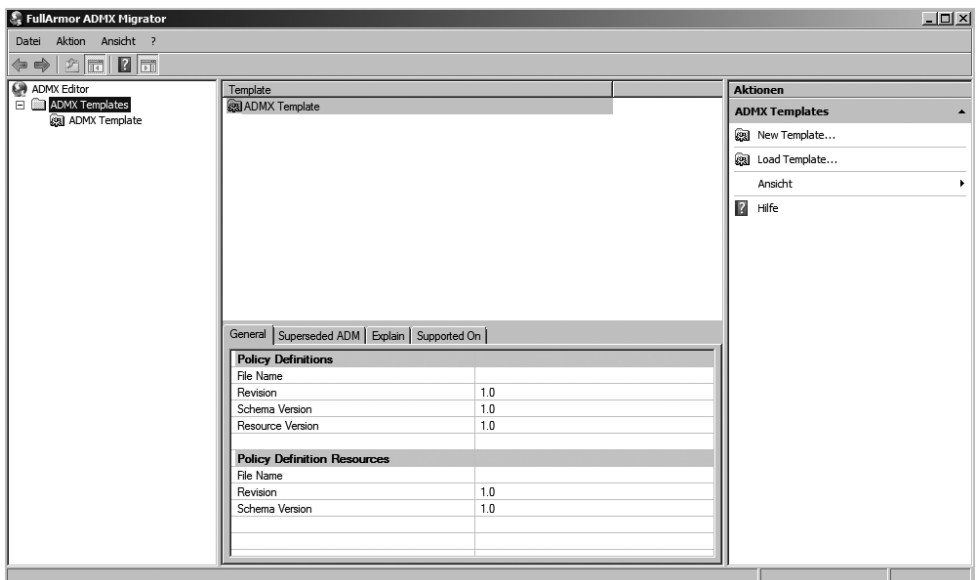 FullArmor ADMX Migrator
Datei Aktion Ansicht ?
ADMX Editor
ADMX Templates
ADMX Template
Template
ADMX Template
General Superseded ADM Explain Supported On
Policy Definitions
File Name
Revision 1.0
Schema Version 1.0
Resource Version 1.0
Policy Definition Resources
File Name
Revision 1.0
Schema Version 1.0
Aktionen
ADMX Templates
New Template...
Load Template...
Ansicht
? Hilfe